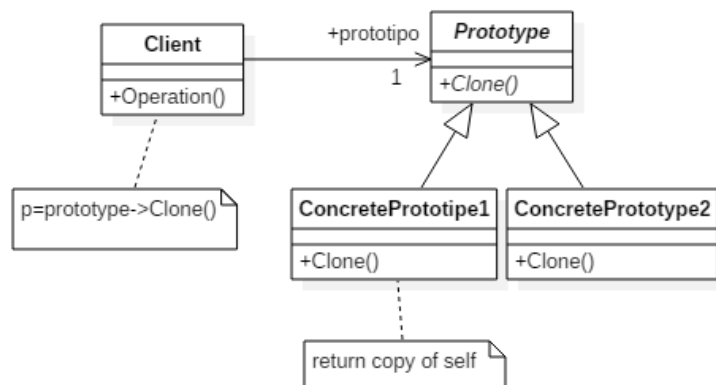 Client
+Operation()
+prototipo
1
Prototype
+Clone()
p=prototype->Clone()
ConcretePrototipe1
+Clone()
ConcretePrototype2
+Clone()
return copy of self